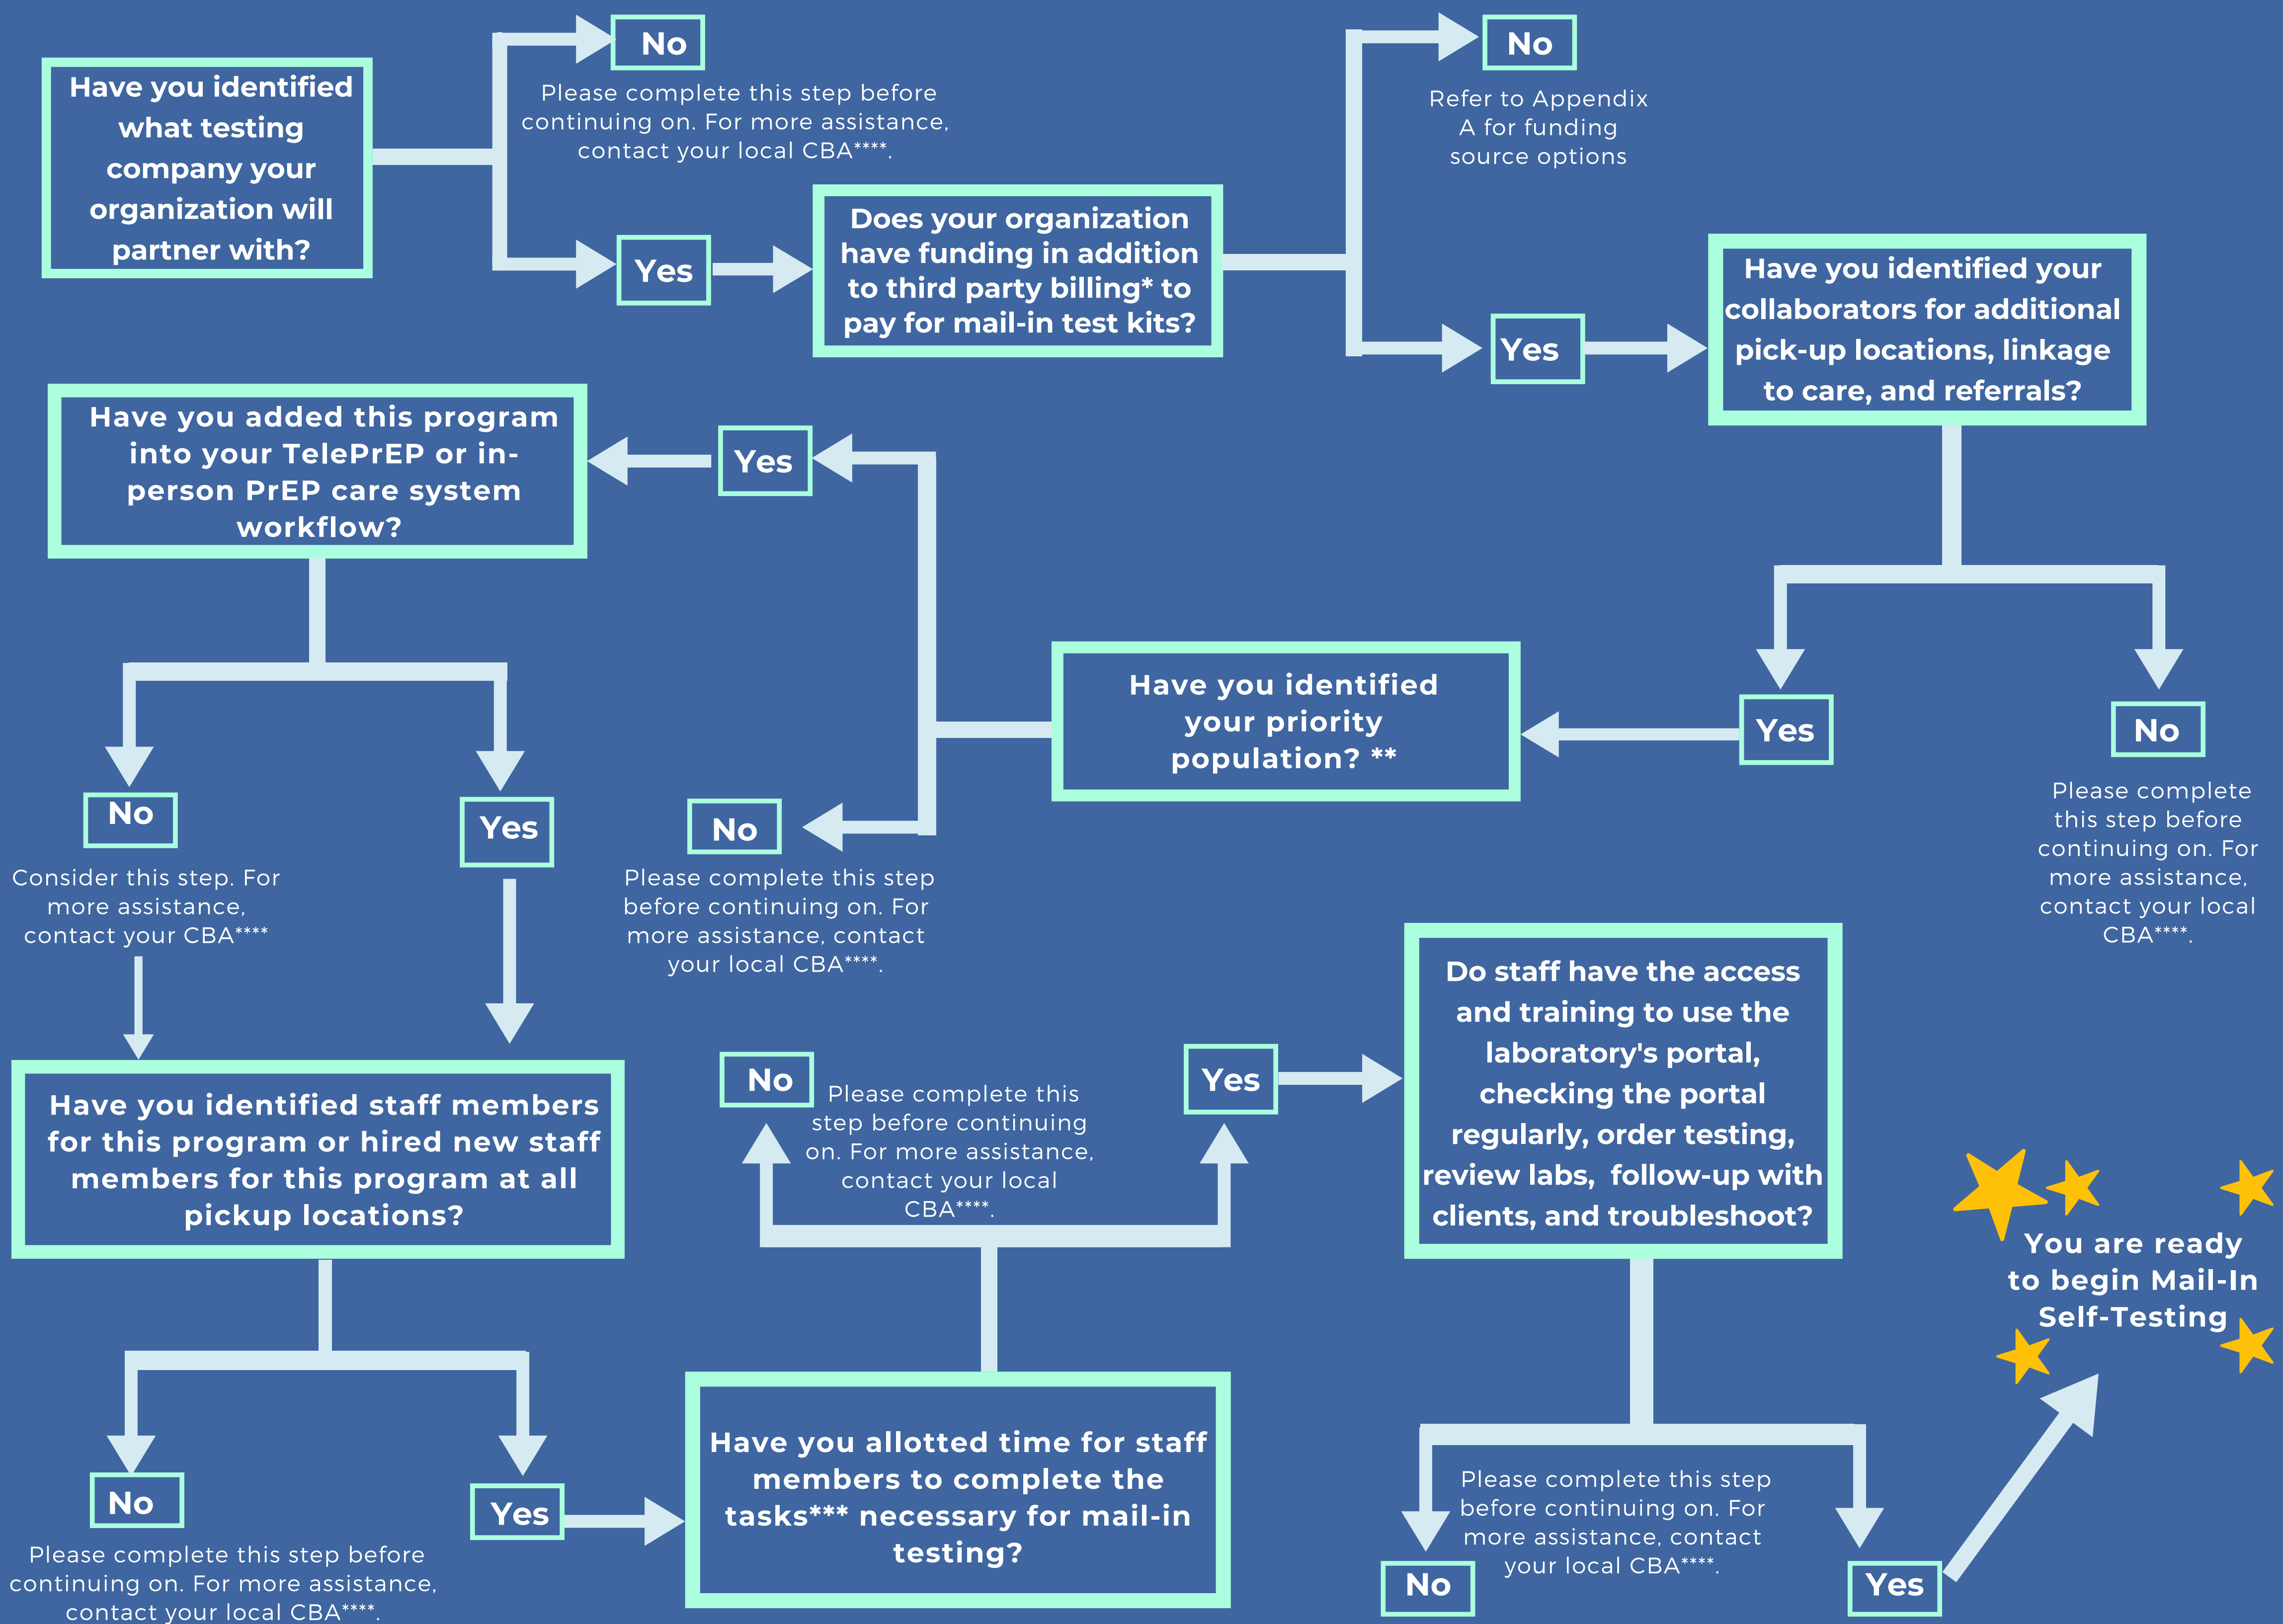 Have you identified
what testing
company your
organization will
partner with?
No
Please complete this step before
continuing on. For more assistance,
contact your local CBA****.
Yes
Does your organization
have funding in addition
to third party billing* to
pay for mail-in test kits?
No
Refer to Appendix
A for funding
source options
Yes
Have you identified your
collaborators for additional
pick-up locations, linkage
to care, and referrals?
Yes
No
Please complete
this step before
continuing on. For
more assistance,
contact your local
CBA****.
Have you identified
your priority
population? **
Yes
No
Please complete this step
before continuing on. For
more assistance, contact
your local CBA****.
Have you added this program
into your TelePrEP or in-
person PrEP care system
workflow?
No
Consider this step. For
more assistance,
contact your CBA****
Yes
Have you identified staff members
for this program or hired new staff
members for this program at all
pickup locations?
No
Please complete this step before
continuing on. For more assistance,
contact your local CBA****.
Yes
Have you allotted time for staff
members to complete the
tasks*** necessary for mail-in
testing?
No
Please complete this
step before continuing
on. For more assistance,
contact your local
CBA****.
Yes
Do staff have the access
and training to use the
laboratory's portal,
checking the portal
regularly, order testing,
review labs, follow-up with
clients, and troubleshoot?
No
Please complete this step
before continuing on. For
more assistance, contact
your local CBA****.
Yes
You are ready
to begin Mail-In
Self-Testing